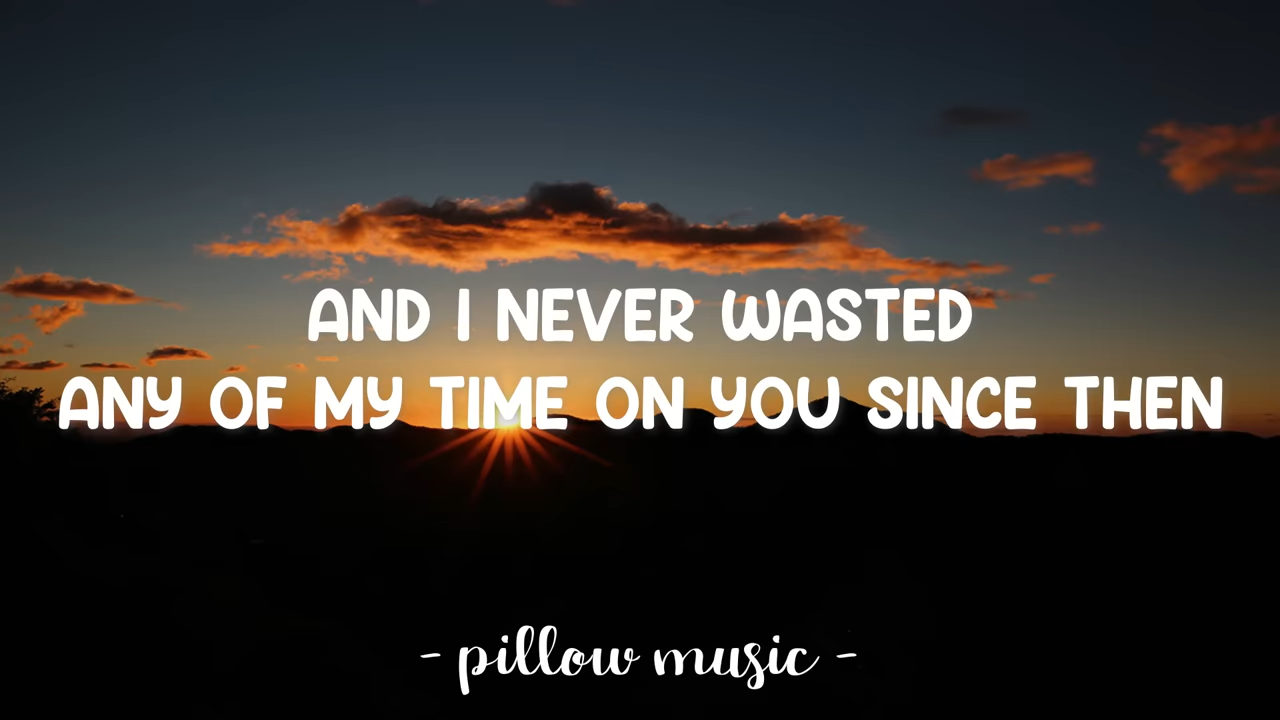 AND I NEVER WASTED
ANY OF MY TIME ON YOU SINCE THEN
- pillow music -